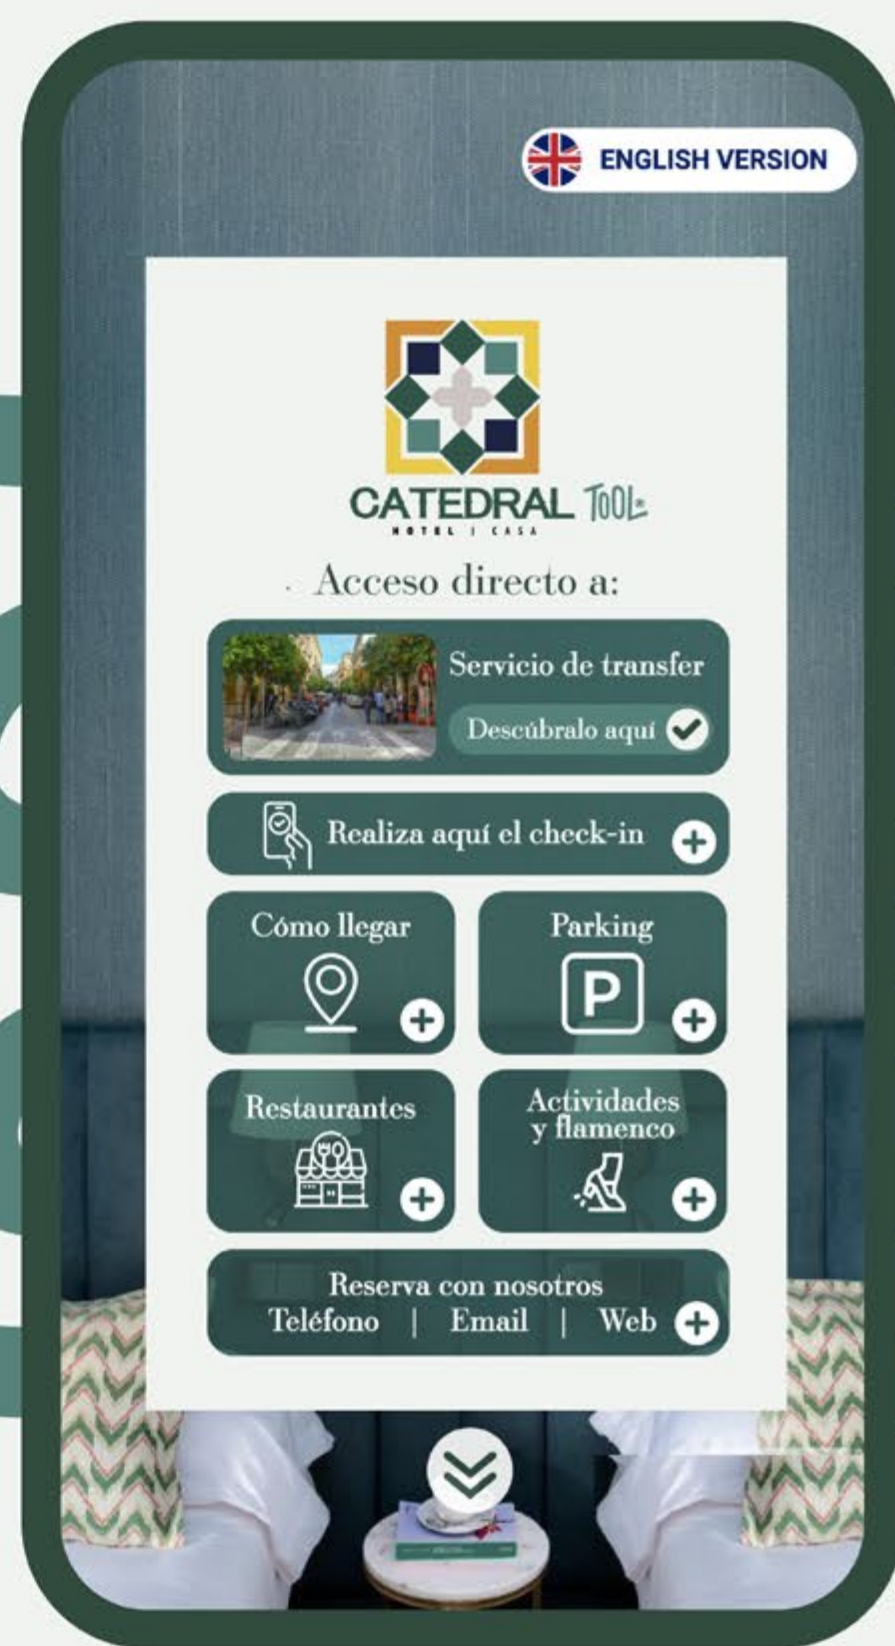 ENGLISH VERSION
CATEDRAL TOOL®
HOTEL | CASA
Acceso directo a:
Servicio de transfer
Descúbralo aquí
Realiza aquí el check-in
Cómo llegar
Parking
P
Restaurantes
Actividades
y flamenco
Reserva con nosotros
Teléfono | Email | Web